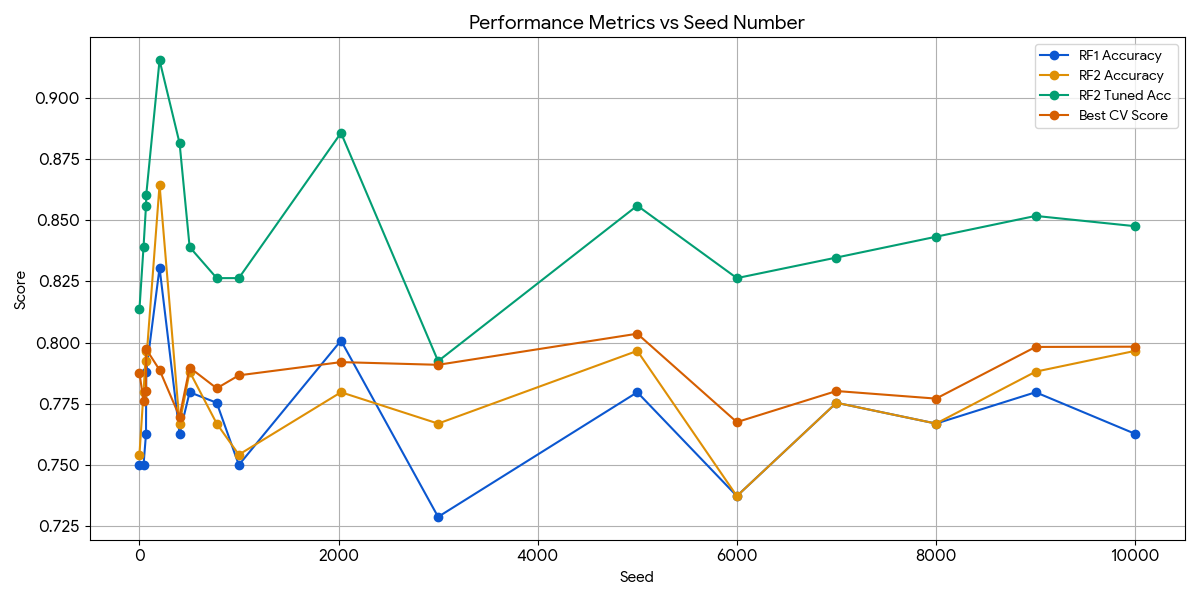 Performance Metrics vs Seed Number
RF1 Accuracy
RF2 Accuracy
RF2 Tuned Acc
Best CV Score
Score
0.900
0.875
0.850
0.825
0.800
0.775
0.750
0.725
0 2000 4000 6000 8000 10000
Seed